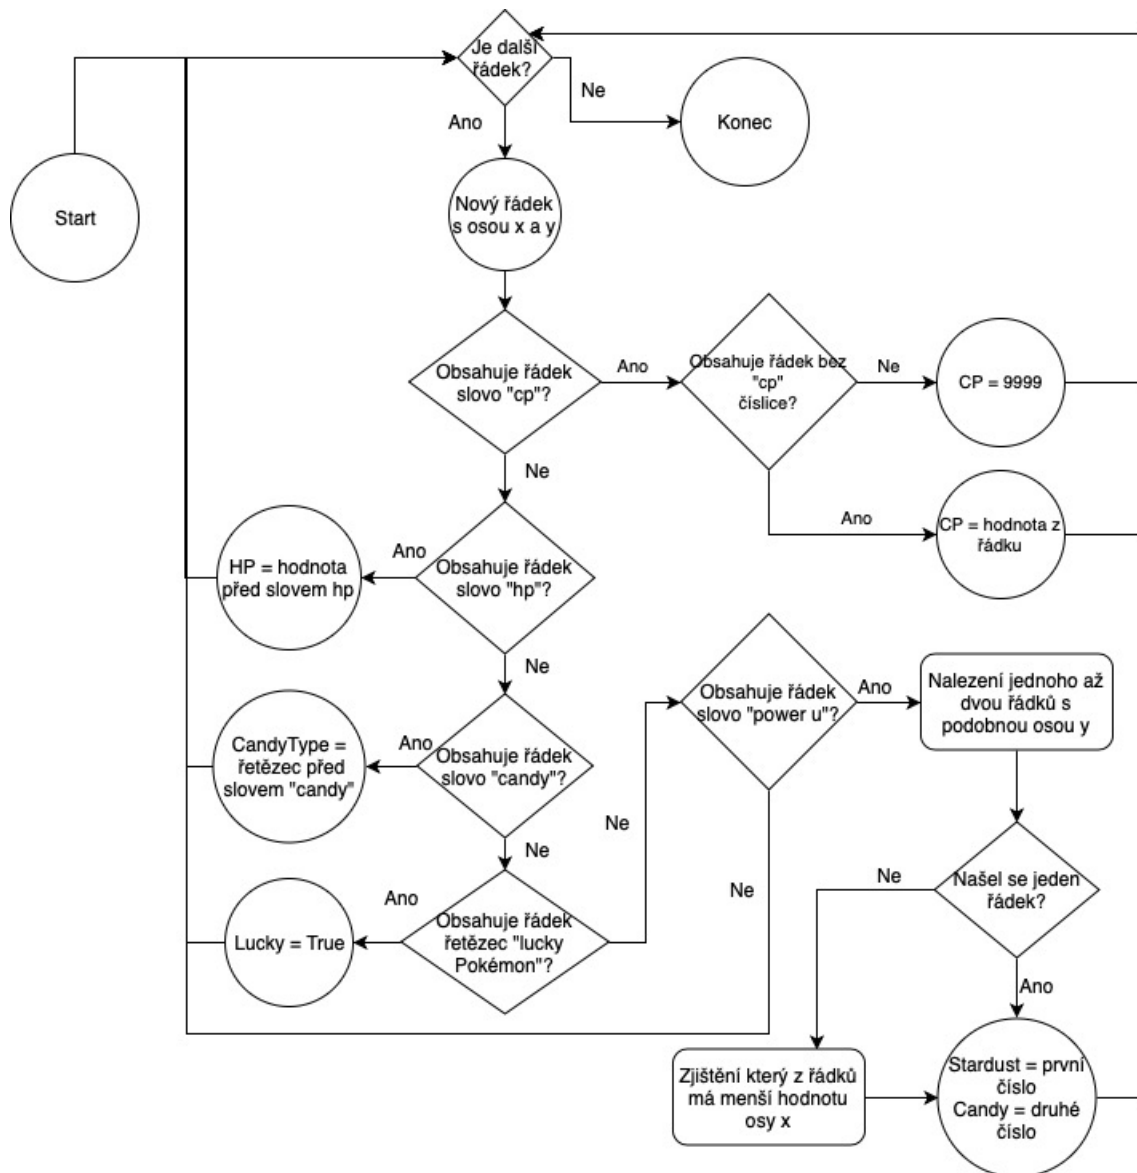 Je další
řádek?
Ne
Ano
Konec
Start
Nový řádek
s osou x a y
Obsahuje řádek
slovo "cp"?
Ano
Obsahuje řádek bez
"cp"
číslice?
Ne
CP = 9999
Ano
CP = hodnota z
řádku
Ne
Obsahuje řádek
slovo "hp"?
Ano
HP = hodnota
před slovem hp
Ne
Obsahuje řádek
slovo "candy"?
Ano
CandyType =
řetězec před
slovem "candy"
Ne
Obsahuje řádek
řetězec "lucky
Pokémon"?
Ano
Lucky = True
Ne
Obsahuje řádek
slovo "power u"?
Ano
Nalezení jednoho až
dvou řádků s
podobnou osou y
Ne
Našel se jeden
řádek?
Ne
Ano
Zjištění který z řádků
má menší hodnotu
osy x
Stardust = první
číslo
Candy = druhé
číslo